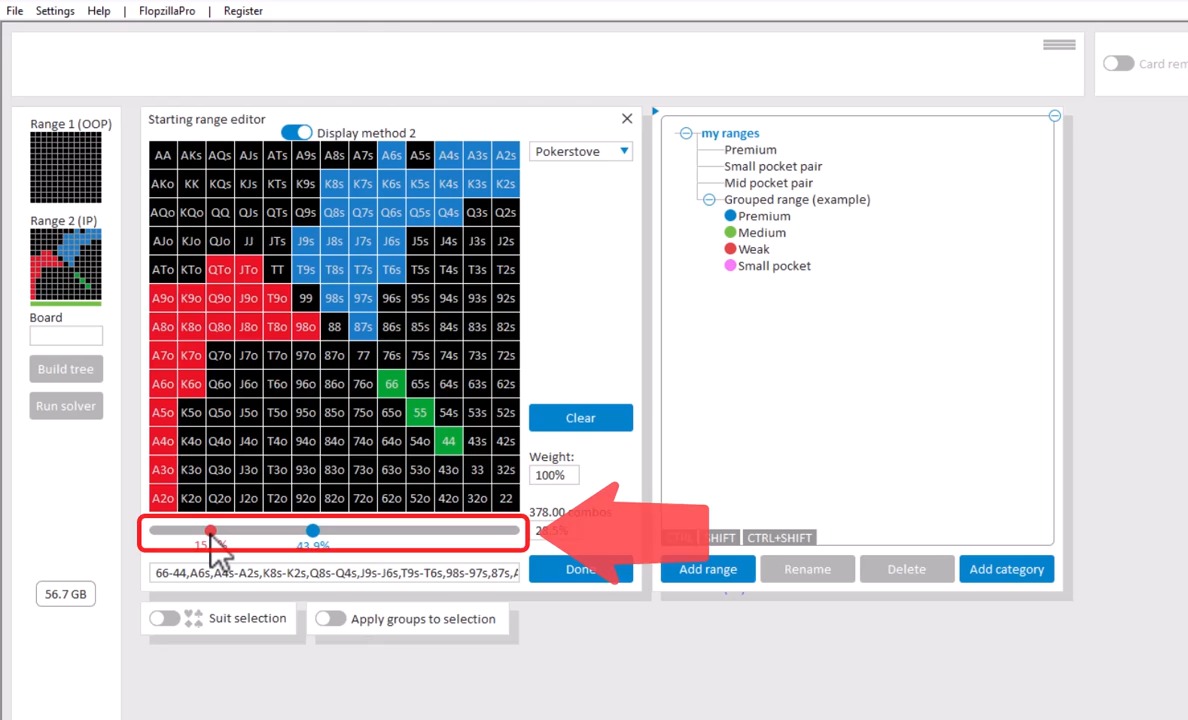 File Settings Help | FlopzillaPro | Register
Card rem
Range 1 (OOP)
Range 2 (IP)
Board
Build tree
Run solver
56.7 GB
Starting range editor
Display method 2
Pokerstove
AA AKs AQs AJs ATs A9s A8s A7s A6s A5s A4s A3s A2s
AKo KK KQs KJs KTs K9s K8s K7s K6s K5s K4s K3s K2s
AQo KQo QQ QJs QTs Q9s Q8s Q7s Q6s Q5s Q4s Q3s Q2s
AJo KJo QJo JJ JTs J9s J8s J7s J6s J5s J4s J3s J2s
ATo KTo QTo JTo TT T9s T8s T7s T6s T5s T4s T3s T2s
A9o K9o Q9o J9o T9o 99 98s 97s 96s 95s 94s 93s 92s
A8o K8o Q8o J8o T8o 98o 88 87s 86s 85s 84s 83s 82s
A7o K7o Q7o J7o T7o 97o 87o 77 76s 75s 74s 73s 72s
A6o K6o Q6o J6o T6o 96o 86o 76o 66 65s 64s 63s 62s
A5o K5o Q5o J5o T5o 95o 85o 75o 65o 55 54s 53s 52s
A4o K4o Q4o J4o T4o 94o 84o 74o 64o 54o 44 43s 42s
A3o K3o Q3o J3o T3o 93o 83o 73o 63o 53o 43o 33 32s
A2o K2o Q2o J2o T2o 92o 82o 72o 62o 52o 42o 32o 22
Clear
Weight:
100%
378.00 combos
28.5%
43.9%
66-44,A6s,A4s-A2s,K8s-K2s,Q8s-Q4s,J9s-J6s,T9s-T6s,98s-97s,87s,A
Done
Suit selection
Apply groups to selection
my ranges
Premium
Small pocket pair
Mid pocket pair
Grouped range (example)
Premium
Medium
Weak
Small pocket
CTRL SHIFT CTRL+SHIFT
Add range Rename Delete Add category